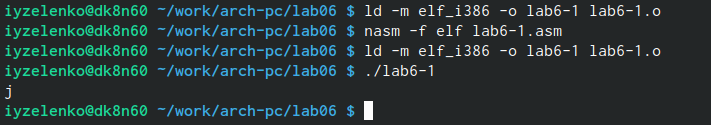 iyzelenko@dk8n60 ~/work/arch-pc/lab06 $ ld -m elf_i386 -o lab6-1 lab6-1.o
iyzelenko@dk8n60 ~/work/arch-pc/lab06 $ nasm -f elf lab6-1.asm
iyzelenko@dk8n60 ~/work/arch-pc/lab06 $ ld -m elf_i386 -o lab6-1 lab6-1.o
iyzelenko@dk8n60 ~/work/arch-pc/lab06 $ ./lab6-1
j
iyzelenko@dk8n60 ~/work/arch-pc/lab06 $